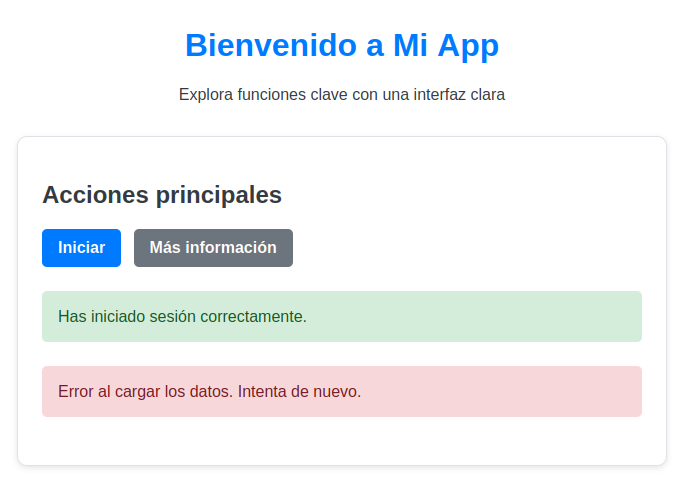 Bienvenido a Mi App
Explora funciones clave con una interfaz clara
Acciones principales
Iniciar
Más información
Has iniciado sesión correctamente.
Error al cargar los datos. Intenta de nuevo.